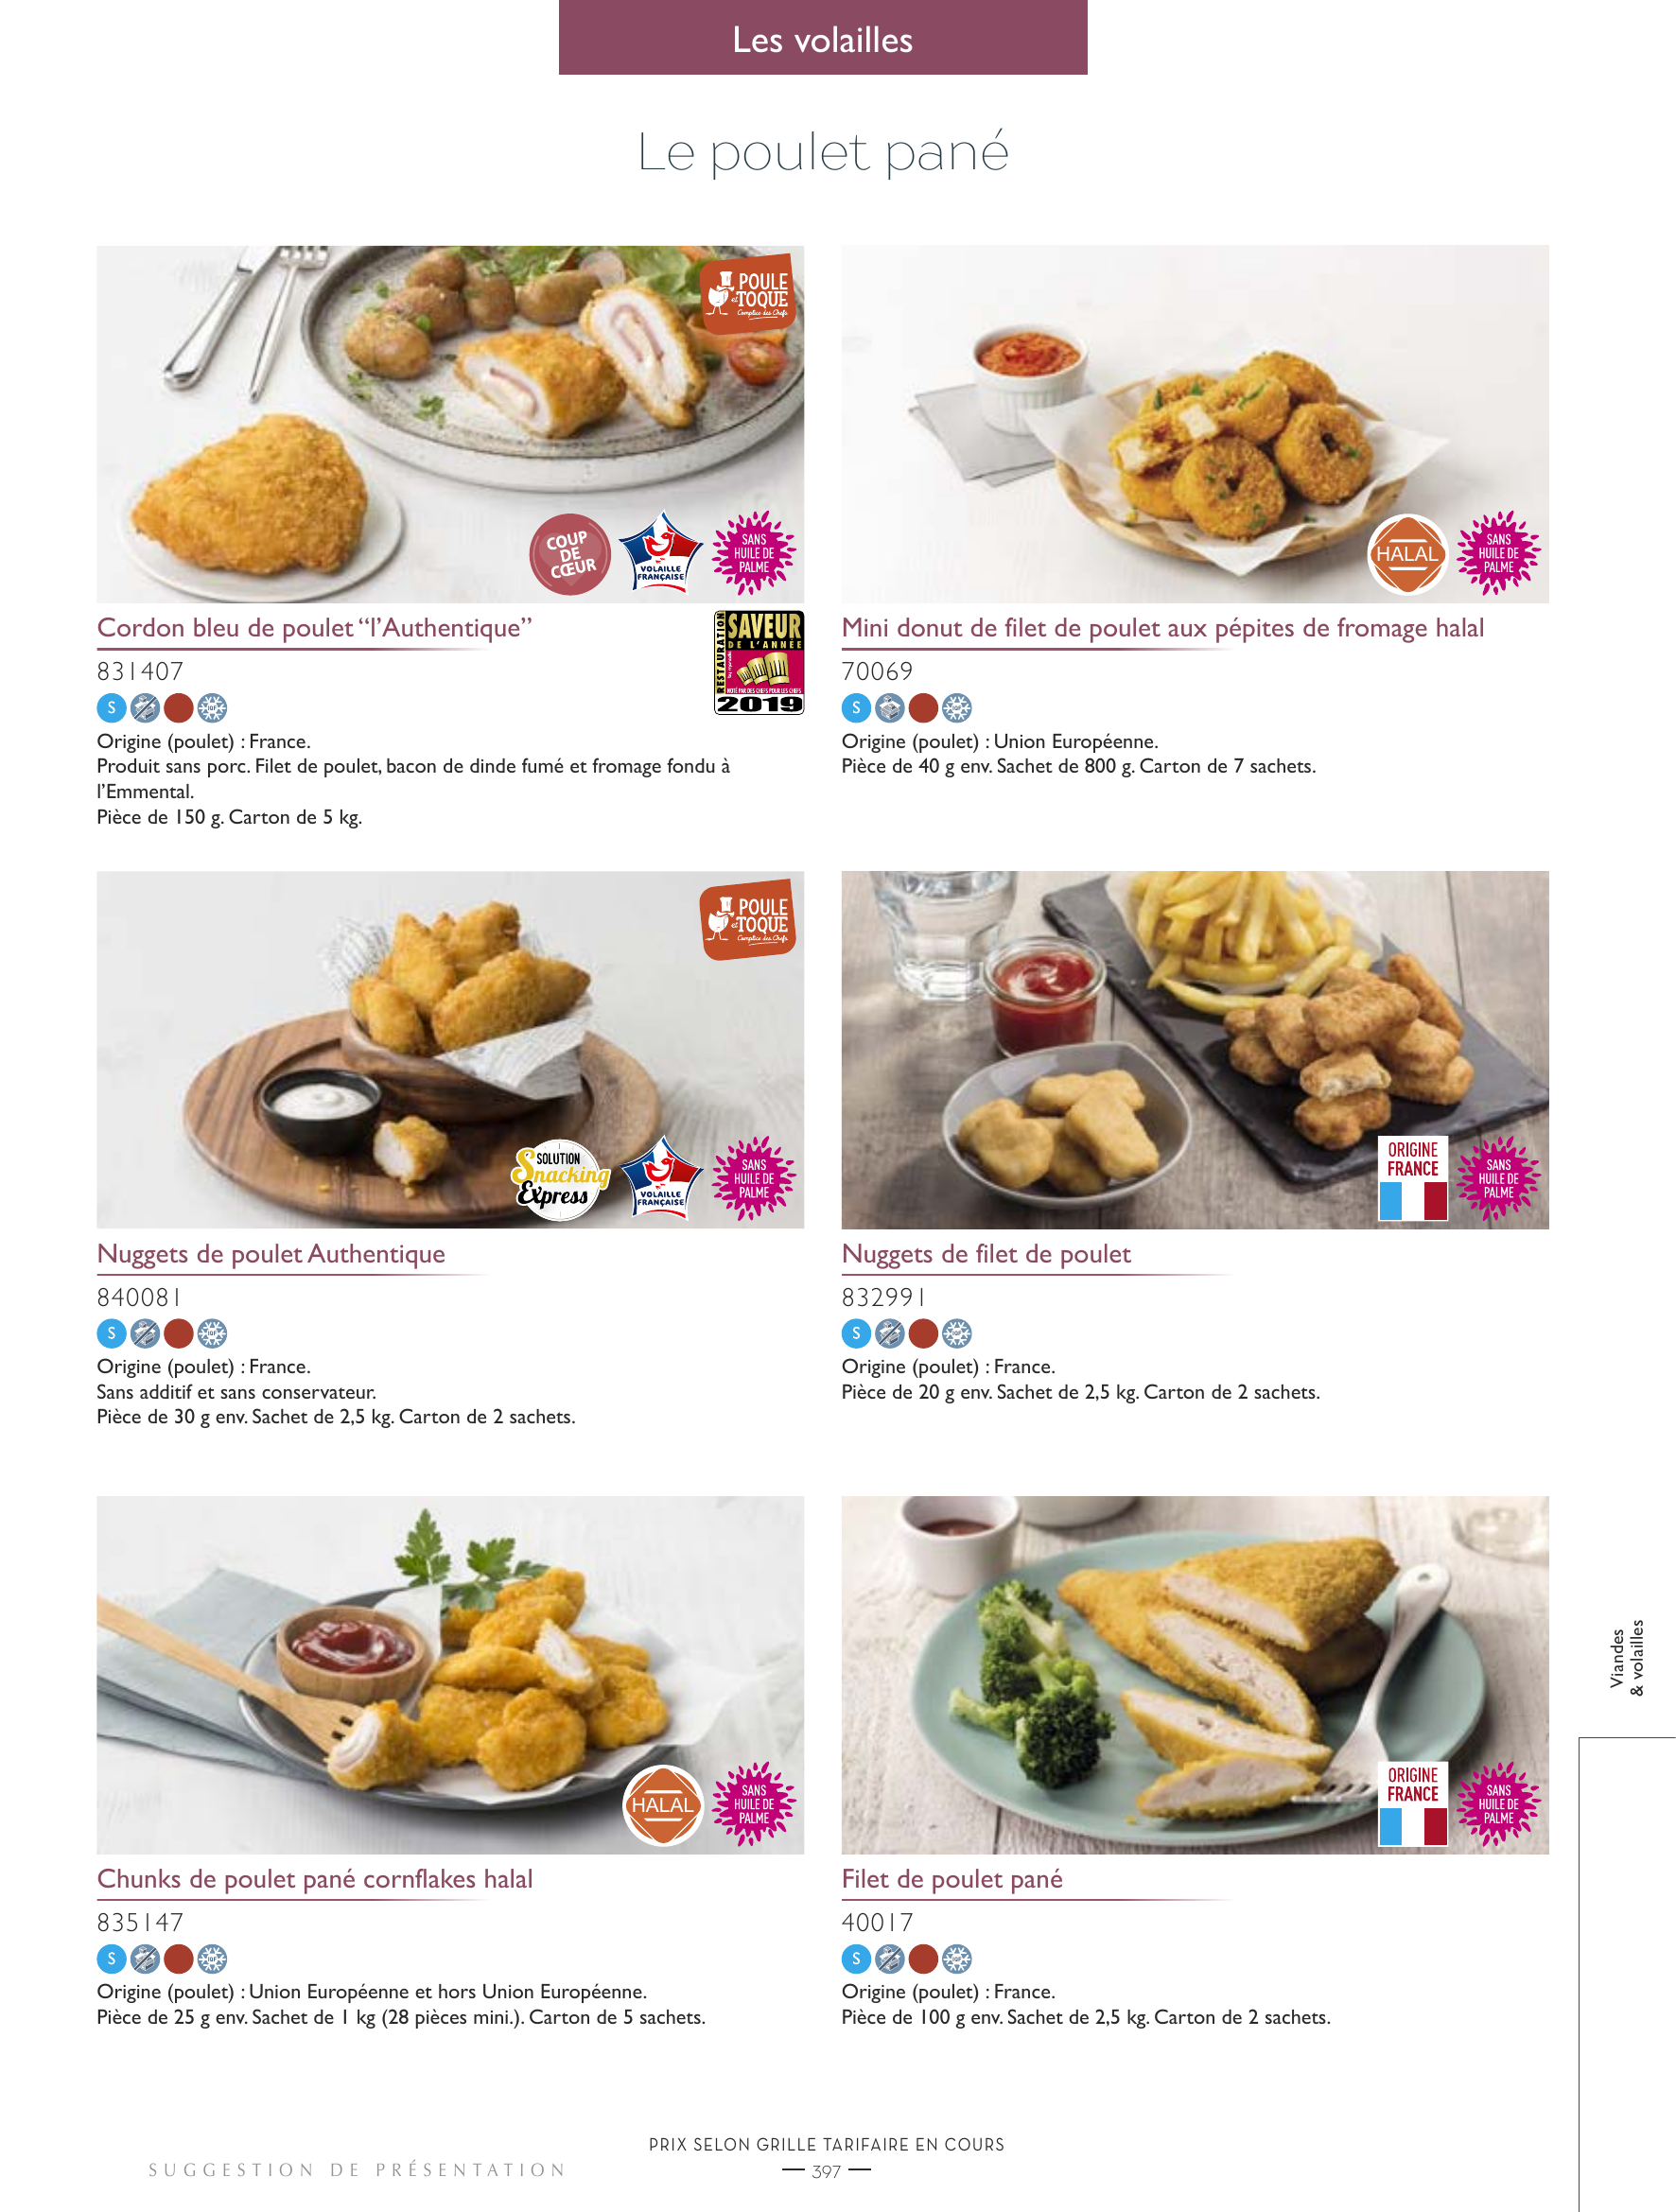 Les volailles
Le poulet pané
POULE
et TOQUE
Complice des Chefs
COUP
DE
CŒUR
VOLAILLE
FRANÇAISE
SANS
HUILE DE
PALME
HALAL
SANS
HUILE DE
PALME
Cordon bleu de poulet “l’Authentique”
831407
S
Origine (poulet) : France.
Produit sans porc. Filet de poulet, bacon de dinde fumé et fromage fondu à
l’Emmental.
Pièce de 150 g. Carton de 5 kg.
RESTAURATION
SAVEUR
DE L'ANNÉE
NOTÉ PAR DES CHEFS POUR LES CHEFS
2019
Mini donut de filet de poulet aux pépites de fromage halal
70069
S
Origine (poulet) : Union Européenne.
Pièce de 40 g env. Sachet de 800 g. Carton de 7 sachets.
POULE
et TOQUE
Complice des Chefs
SOLUTION
Snacking
Express
VOLAILLE
FRANÇAISE
SANS
HUILE DE
PALME
ORIGINE
FRANCE
SANS
HUILE DE
PALME
Nuggets de poulet Authentique
840081
S
Origine (poulet) : France.
Sans additif et sans conservateur.
Pièce de 30 g env. Sachet de 2,5 kg. Carton de 2 sachets.
Nuggets de filet de poulet
832991
S
Origine (poulet) : France.
Pièce de 20 g env. Sachet de 2,5 kg. Carton de 2 sachets.
HALAL
SANS
HUILE DE
PALME
ORIGINE
FRANCE
SANS
HUILE DE
PALME
Chunks de poulet pané cornflakes halal
835147
S
Origine (poulet) : Union Européenne et hors Union Européenne.
Pièce de 25 g env. Sachet de 1 kg (28 pièces mini.). Carton de 5 sachets.
Filet de poulet pané
40017
S
Origine (poulet) : France.
Pièce de 100 g env. Sachet de 2,5 kg. Carton de 2 sachets.
Viandes
& volailles
PRIX SELON GRILLE TARIFAIRE EN COURS
SUGGESTION DE PRÉSENTATION
397